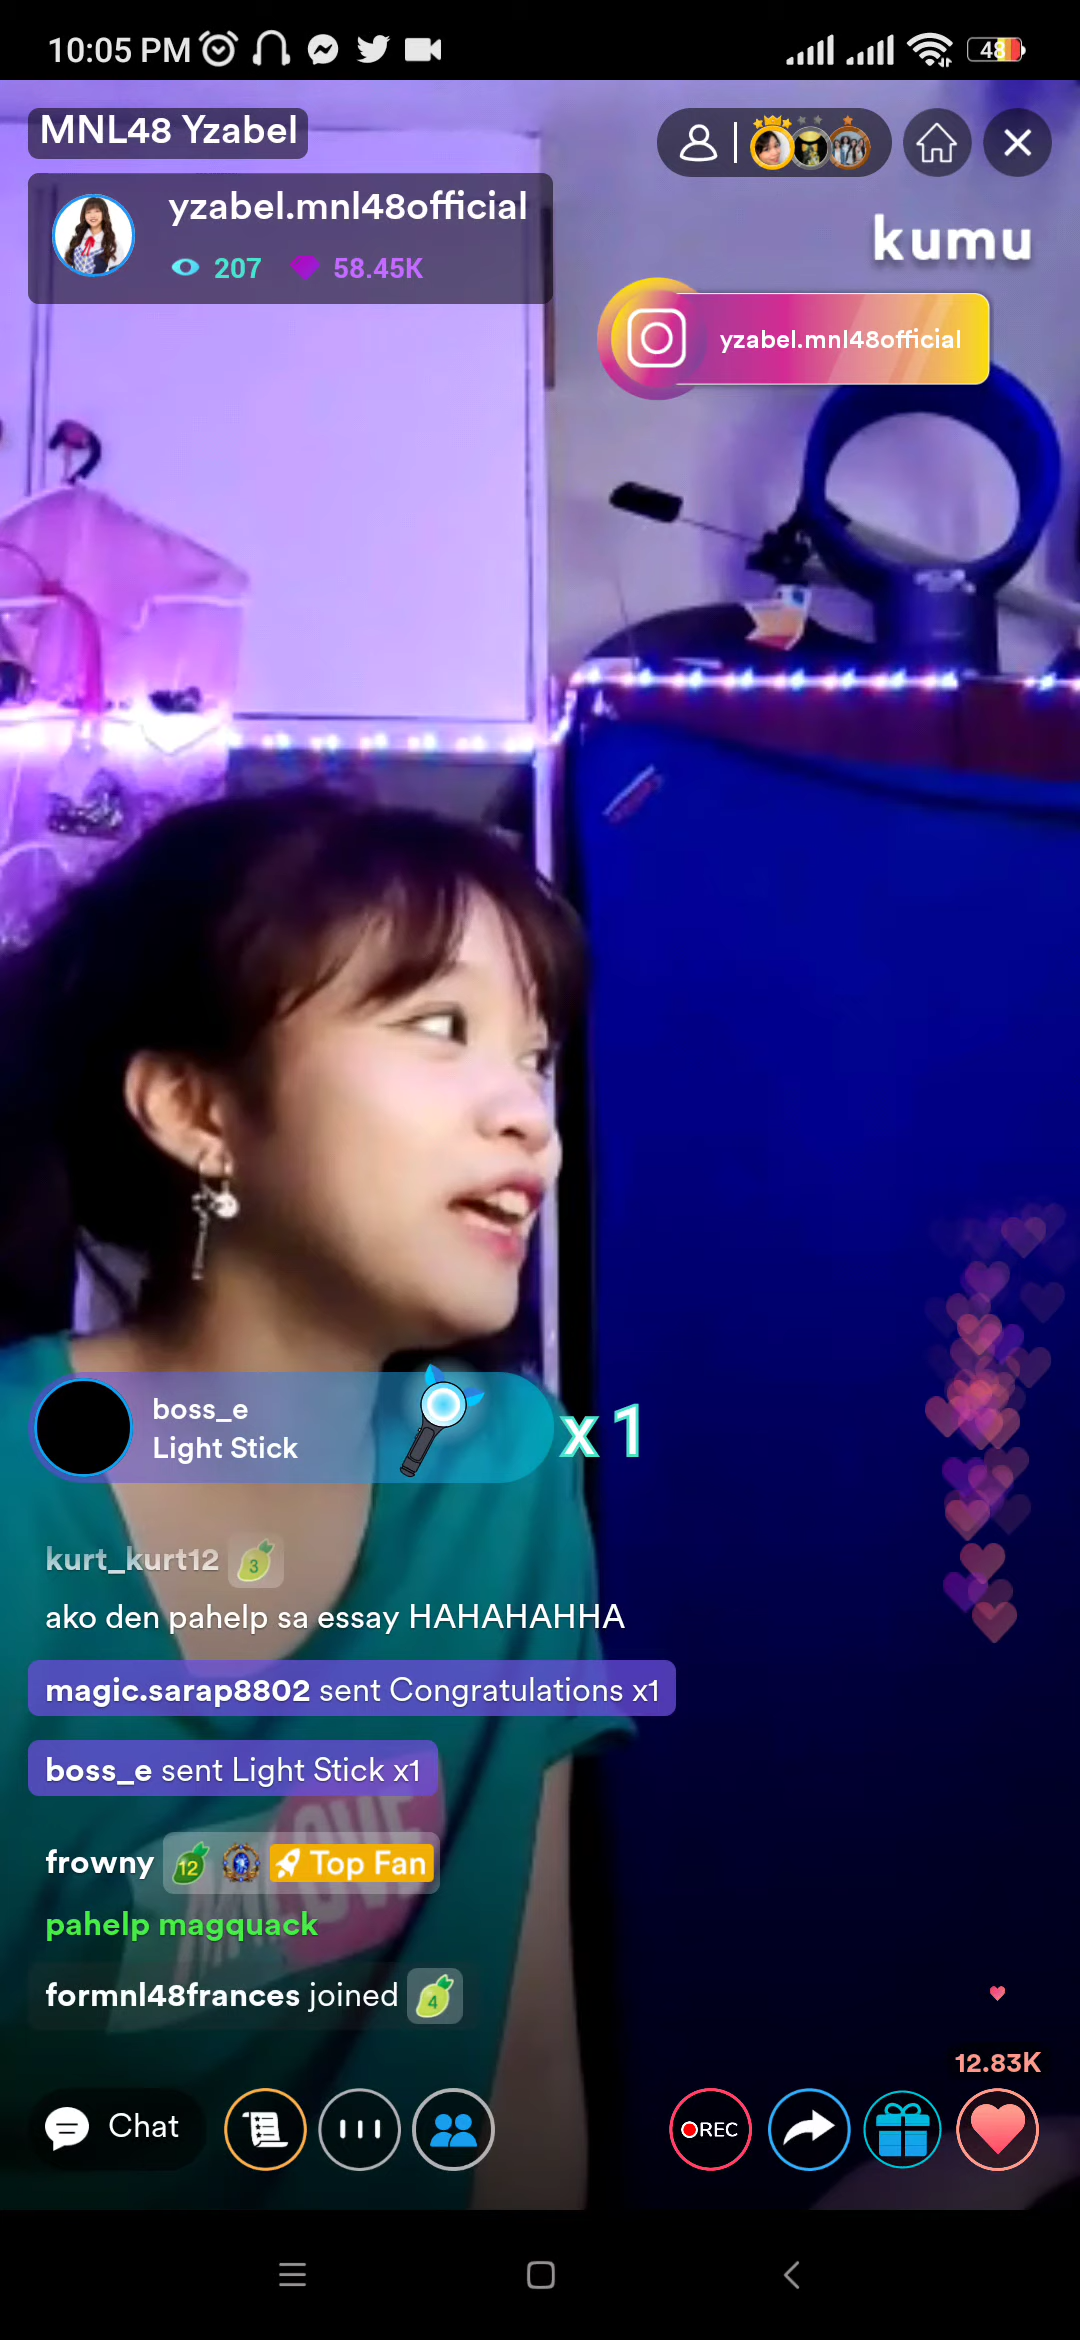 10:05 PM
48
MNL48 Yzabel
yzabel.mnl48official
207 58.45K
kumu
yzabel.mnl48official
boss_e
Light Stick
x 1
kurt_kurt12 3
ako den pahelp sa essay HAHAHAHHA
magic.sarap8802 sent Congratulations x1
boss_e sent Light Stick x1
LOVE
frowny 12 Top Fan
pahelp magquack
formnl48frances joined 4
12.83K
Chat
REC